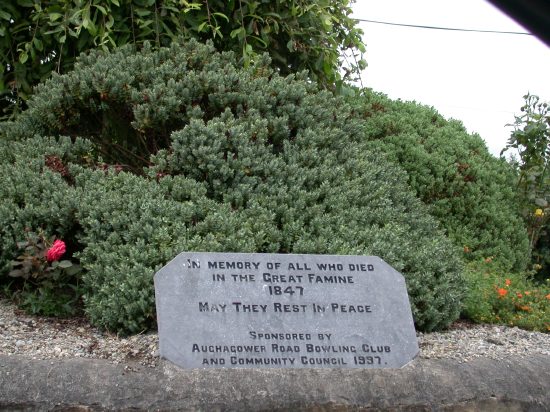 IN MEMORY OF ALL WHO DIED
IN THE GREAT FAMINE
1847
MAY THEY REST IN PEACE
SPONSORED BY
AUGHAGOWER ROAD BOWLING CLUB
AND COMMUNITY COUNCIL 1997.